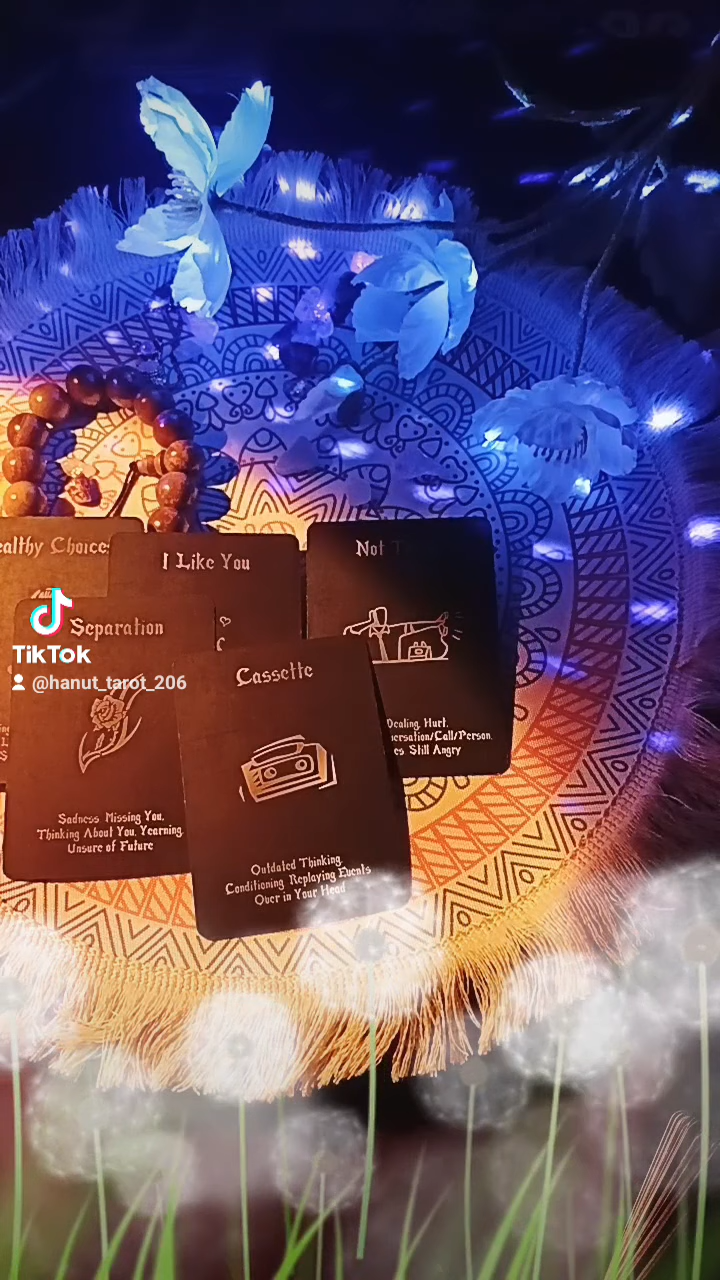 ealthy Choices
I Like You
Not
TikTok
@hanut_tarot_206
Separation
Cassette
Dealing, Hurt.
ersation/Call/Person.
es Still Angry
Sadness Missing You,
Thinking About You, Yearning,
Unsure of Future
Outdated Thinking,
Conditioning Replaying Events
Over in Your Head